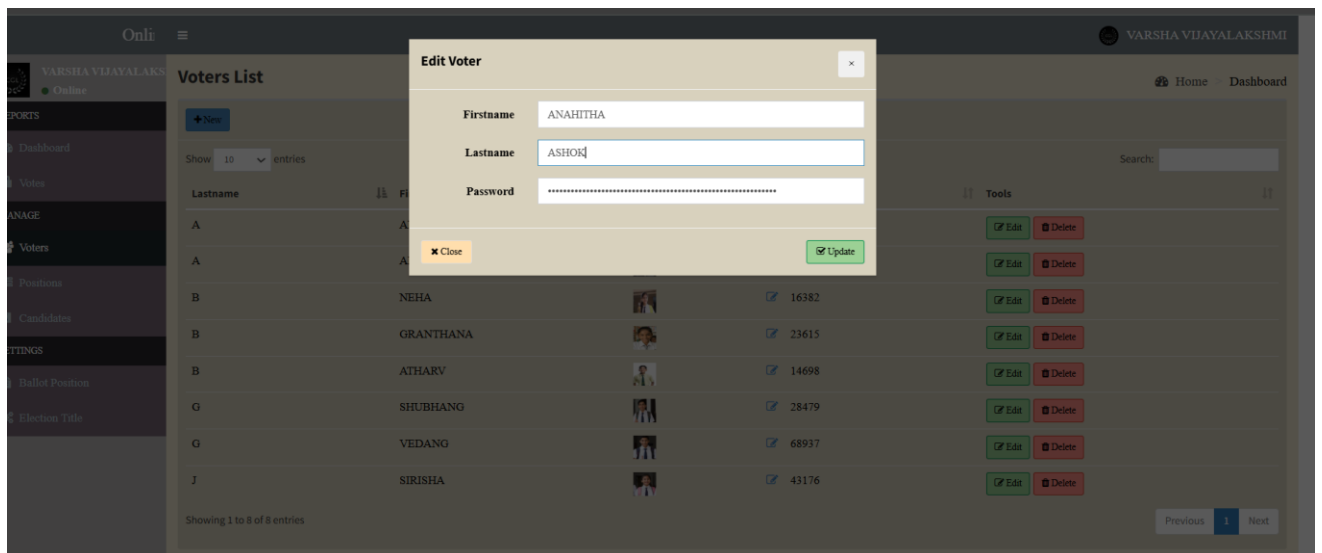 Onli
VARSHA VIJAYALAKSHMI
VARSHA VIJAYALAKS
Online
Voters List
Home > Dashboard
EPORTS
Dashboard
Votes
ANAGE
Voters
Positions
Candidates
ETTINGS
Ballot Position
Election Title
New
Show 10 entries
Search:
Lastname Fi Tools
A A Edit Delete
A A Edit Delete
B NEHA 16382 Edit Delete
B GRANTHANA 23615 Edit Delete
B ATHARV 14698 Edit Delete
G SHUBHANG 28479 Edit Delete
G VEDANG 68937 Edit Delete
J SIRISHA 43176 Edit Delete
Showing 1 to 8 of 8 entries
Previous 1 Next
Edit Voter ×
Firstname ANAHITHA
Lastname ASHOK
Password
Close Update